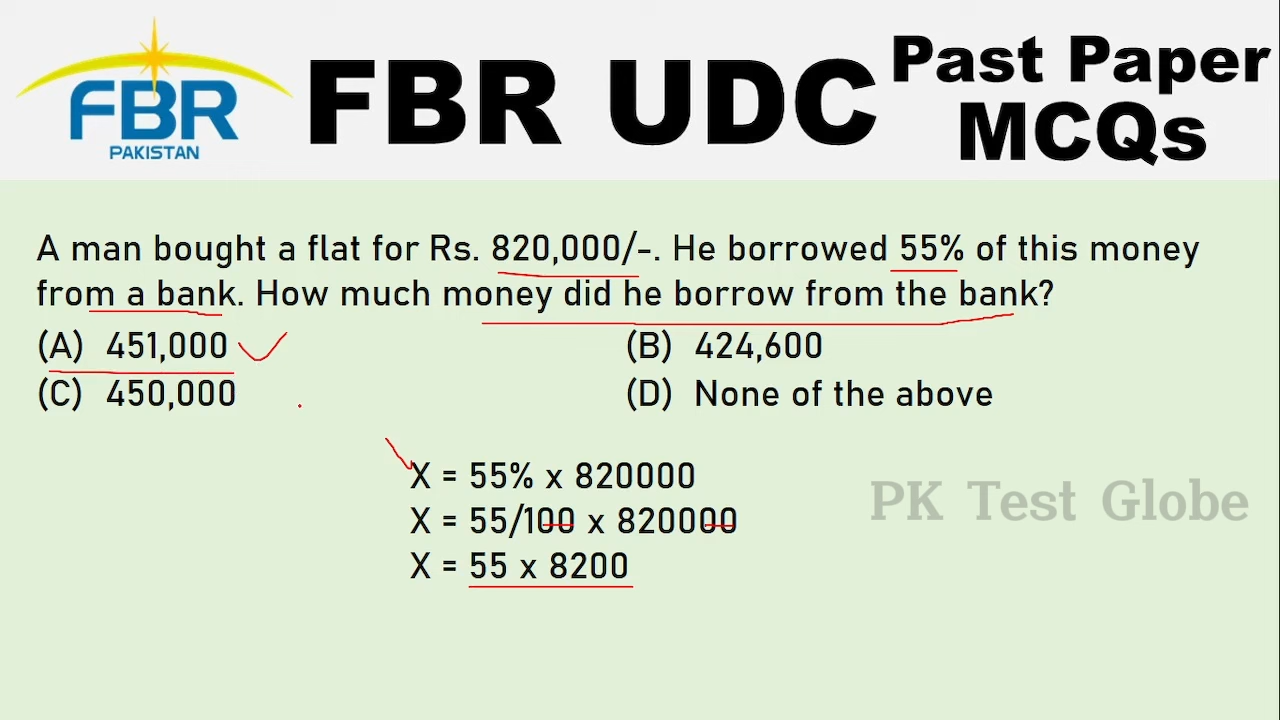 FBR
PAKISTAN
FBR UDC
Past Paper
MCQs
A man bought a flat for Rs. 820,000/-. He borrowed 55% of this money
from a bank. How much money did he borrow from the bank?
(A) 451,000 (B) 424,600
(C) 450,000 (D) None of the above
X = 55% x 820000
X = 55/100 x 820000
X = 55 x 8200
PK Test Globe